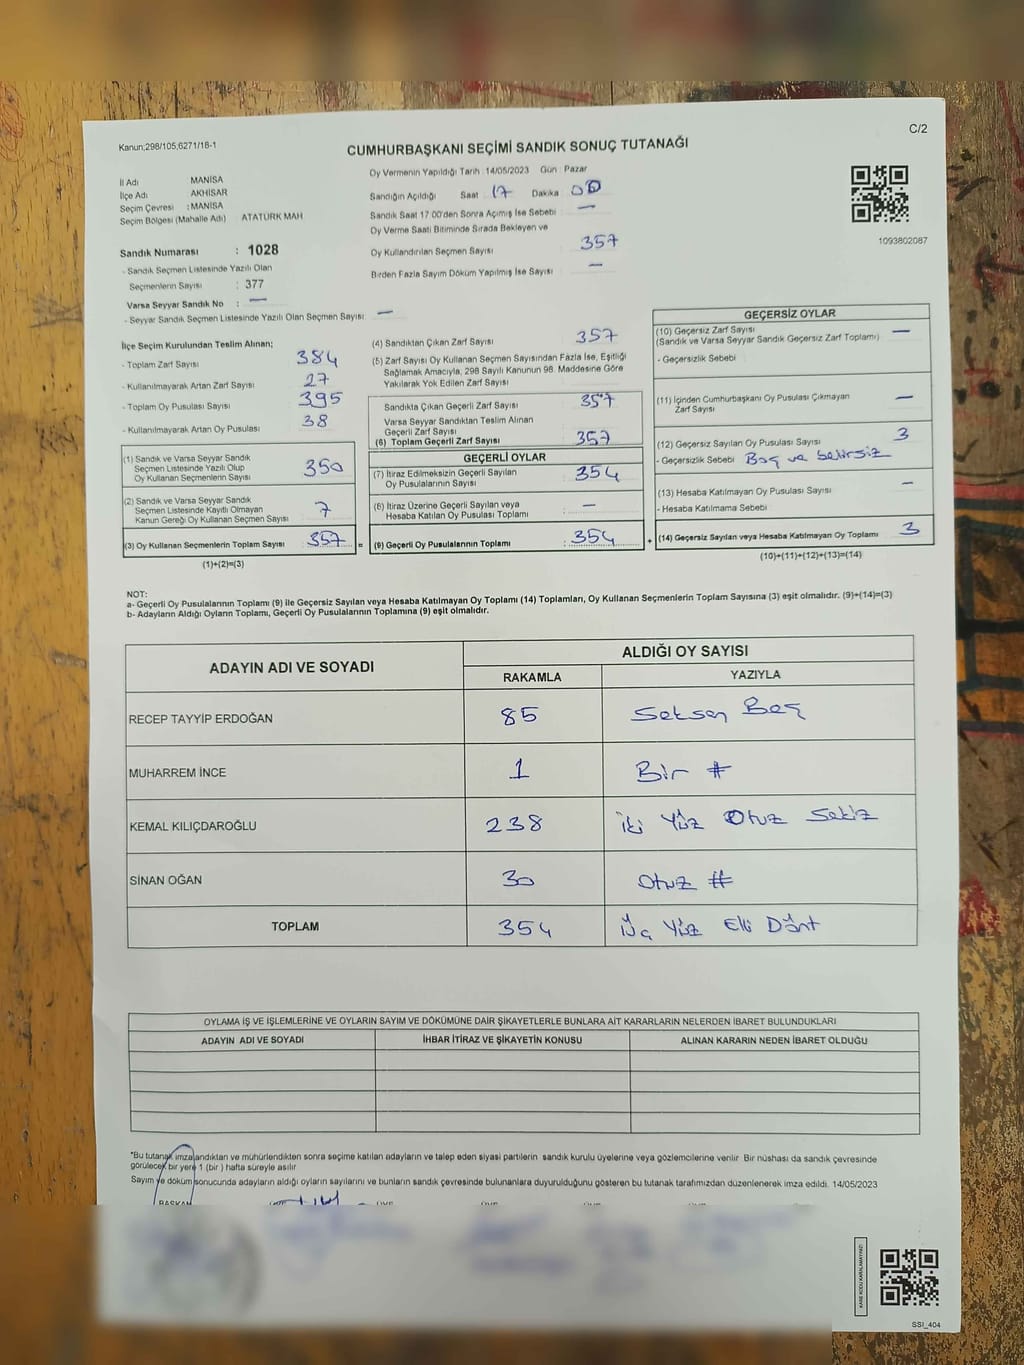 C/2
Kanun;298/105,6271/18-1
CUMHURBAŞKANI SEÇİMİ SANDIK SONUÇ TUTANAĞI
İl Adı MANİSA
İlçe Adı AKHİSAR
Seçim Çevresi : MANİSA
Seçim Bölgesi (Mahalle Adı) ATATÜRK MAH
Sandık Numarası : 1028
- Sandık Seçmen Listesinde Yazılı Olan
Seçmenlerin Sayısı : 377
Varsa Seyyar Sandık No : —
- Seyyar Sandık Seçmen Listesinde Yazılı Olan Seçmen Sayısı: —
Oy Vermenin Yapıldığı Tarih :14/05/2023 Gün : Pazar
Sandığın Açıldığı Saat 17 Dakika 00
Sandık Saat 17 00'den Sonra Açımış İse Sebebi : —
Oy Verme Saati Bitiminde Sırada Bekleyen ve
Oy Kullandırılan Seçmen Sayısı : 357
Birden Fazla Sayım Döküm Yapılmış İse Sayısı : —
1093802087
İlçe Seçim Kurulundan Teslim Alınan;
- Toplam Zarf Sayısı : 384
- Kullanılmayarak Artan Zarf Sayısı : 27
- Toplam Oy Pusulası Sayısı : 395
- Kullanılmayarak Artan Oy Pusulası : 38
(1) Sandık ve Varsa Seyyar Sandık
Seçmen Listesinde Yazılı Olup
Oy Kullanan Seçmenlerin Sayısı : 350
(2) Sandık ve Varsa Seyyar Sandık
Seçmen Listesinde Kayıtlı Olmayan
Kanun Gereği Oy Kullanan Seçmen Sayısı : 7
(3) Oy Kullanan Seçmenlerin Toplam Sayısı : 357 =
(1)+(2)=(3)
(4) Sandıktan Çıkan Zarf Sayısı : 357
(5) Zarf Sayısı Oy Kullanan Seçmen Sayısından Fazla İse, Eşitliği
Sağlamak Amacıyla, 298 Sayılı Kanunun 98. Maddesine Göre
Yakılarak Yok Edilen Zarf Sayısı :
Sandıkta Çıkan Geçerli Zarf Sayısı : 357
Varsa Seyyar Sandıktan Teslim Alınan
Geçerli Zarf Sayısı :
(6) Toplam Geçerli Zarf Sayısı : 357
GEÇERLİ OYLAR
(7) İtiraz Edilmeksizin Geçerli Sayılan
Oy Pusulalarının Sayısı : 354
(8) İtiraz Üzerine Geçerli Sayılan veya
Hesaba Katılan Oy Pusulası Toplamı : —
(9) Geçerli Oy Pusulalarının Toplamı : 354 +
GEÇERSİZ OYLAR
(10) Geçersiz Zarf Sayısı
(Sandık ve Varsa Seyyar Sandık Geçersiz Zarf Toplamı) —
- Geçersizlik Sebebi
(11) İçinden Cumhurbaşkanı Oy Pusulası Çıkmayan
Zarf Sayısı —
(12) Geçersiz Sayılan Oy Pusulası Sayısı : 3
- Geçersizlik Sebebi Boş ve belirsiz
(13) Hesaba Katılmayan Oy Pusulası Sayısı : —
- Hesaba Katılmama Sebebi
(14) Geçersiz Sayılan veya Hesaba Katılmayan Oy Toplamı : 3
(10)+(11)+(12)+(13)=(14)
NOT:
a- Geçerli Oy Pusulalarının Toplamı (9) ile Geçersiz Sayılan veya Hesaba Katılmayan Oy Toplamı (14) Toplamları, Oy Kullanan Seçmenlerin Toplam Sayısına (3) eşit olmalıdır. (9)+(14)=(3)
b- Adayların Aldığı Oyların Toplamı, Geçerli Oy Pusulalarının Toplamına (9) eşit olmalıdır.
ADAYIN ADI VE SOYADI ALDIĞI OY SAYISI
RAKAMLA YAZIYLA
RECEP TAYYİP ERDOĞAN 85 Seksen Beş
MUHARREM İNCE 1 Bir #
KEMAL KILIÇDAROĞLU 238 İki Yüz Otuz Sekiz
SİNAN OĞAN 30 Otuz #
TOPLAM 354 Üç Yüz Elli Dört
OYLAMA İŞ VE İŞLEMLERİNE VE OYLARIN SAYIM VE DÖKÜMÜNE DAİR ŞİKAYETLERLE BUNLARA AİT KARARLARIN NELERDEN İBARET BULUNDUKLARI
ADAYIN ADI VE SOYADI İHBAR İTİRAZ VE ŞİKAYETİN KONUSU ALINAN KARARIN NEDEN İBARET OLDUĞU
*Bu tutanak imzalandıktan ve mühürlendikten sonra seçime katılan adayların ve talep eden siyasi partilerin sandık kurulu üyelerine veya gözlemcilerine verilir Bir nüshası da sandık çevresinde
görülecek bir yere 1 (bir ) hafta süreyle asılır
Sayım ve döküm sonucunda adayların aldığı oyların sayılarını ve bunların sandık çevresinde bulunanlara duyurulduğunu gösteren bu tutanak tarafımızdan düzenlenerek imza edildi. 14/05/2023
BAŞKAN
KARE KODU KARALAMAYINIZ!
SSI_404